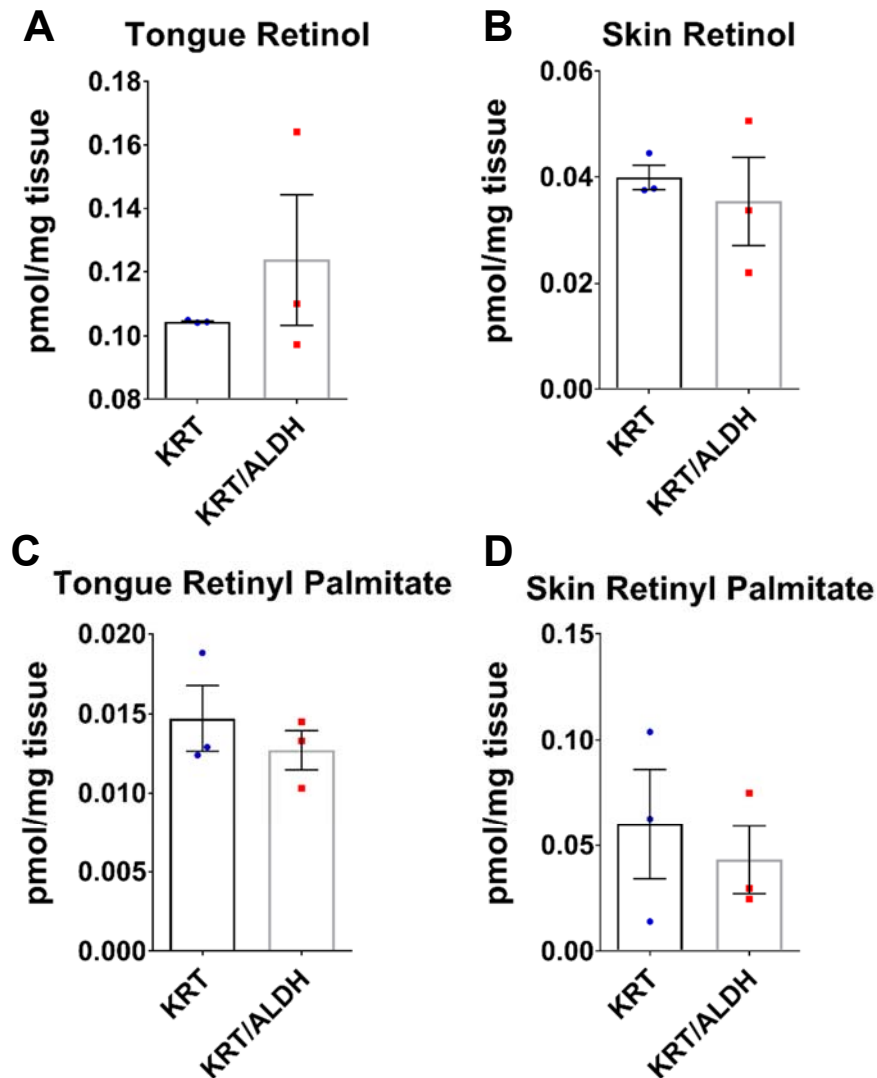 A
Tongue Retinol
pmol/mg tissue
0.18
0.16
0.14
0.12
0.10
0.08
KRT
KRT/ALDH
B
Skin Retinol
pmol/mg tissue
0.06
0.04
0.02
0.00
KRT
KRT/ALDH
C
Tongue Retinyl Palmitate
pmol/mg tissue
0.020
0.015
0.010
0.005
0.000
KRT
KRT/ALDH
D
Skin Retinyl Palmitate
pmol/mg tissue
0.15
0.10
0.05
0.00
KRT
KRT/ALDH